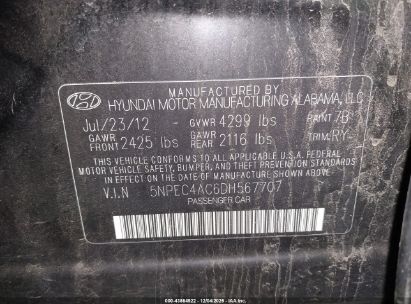 MANUFACTURED BY
HYUNDAI MOTOR MANUFACTURING ALABAMA, LLC
Jul/23/12 - GVWR 4299 lbs PAINT 7B
GAWR FRONT 2425 lbs GAWR REAR 2116 lbs TRIM: RY
THIS VEHICLE CONFORMS TO ALL APPLICABLE U.S.A. FEDERAL
MOTOR VEHICLE SAFETY, BUMPER, AND THEFT PREVENTION STANDARDS
IN EFFECT ON THE DATE OF MANUFACTURE SHOWN ABOVE
V.I.N 5NPEC4AC6DH567707
PASSENGER CAR